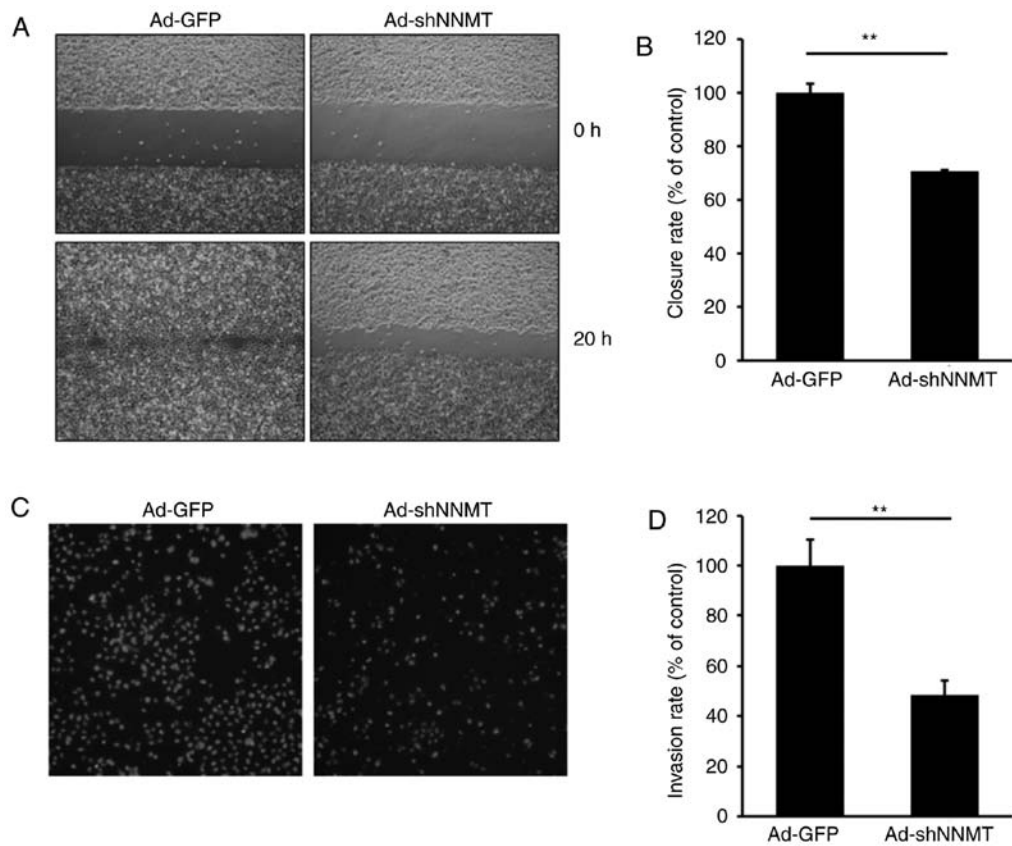 A
Ad-GFP
Ad-shNNMT
0 h
20 h
B
Closure rate (% of control)
120
100
80
60
40
20
0
**
Ad-GFP
Ad-shNNMT
C
Ad-GFP
Ad-shNNMT
D
Invasion rate (% of control)
120
100
80
60
40
20
0
**
Ad-GFP
Ad-shNNMT